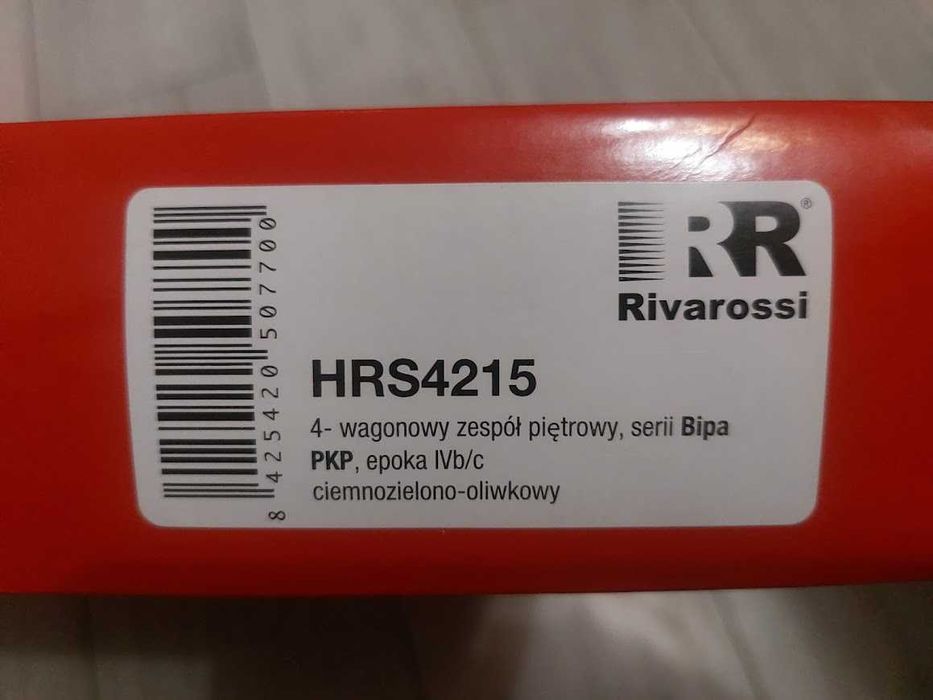 RR®
Rivarossi
HRS4215
4- wagonowy zespół piętrowy, serii Bipa
PKP, epoka IVb/c
ciemnozielono-oliwkowy
8 425420 507700